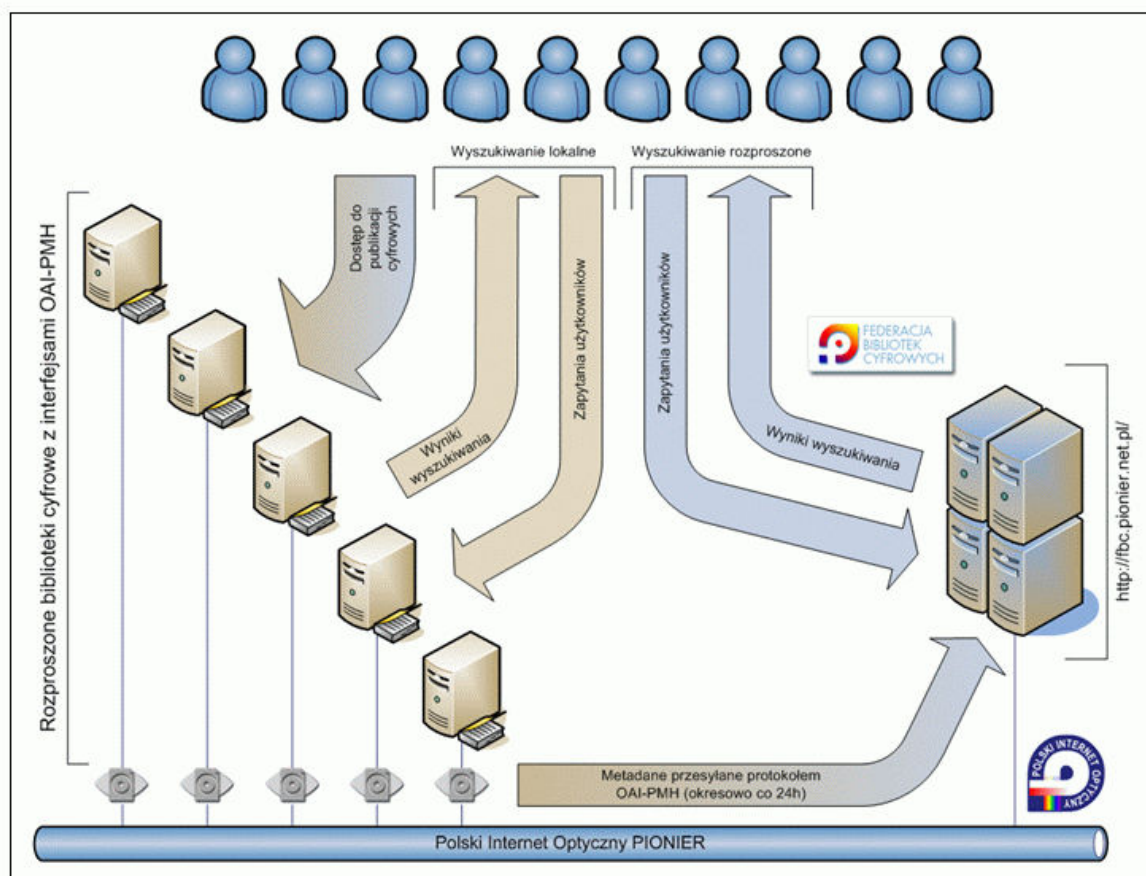 Wyszukiwanie lokalne
Wyszukiwanie rozproszone
Rozproszone biblioteki cyfrowe z interfejsami OAI-PMH
Dostęp do
publikacji
cyfrowych
Wyniki
wyszukiwania
Zapytania użytkowników
Zapytania użytkowników
Wyniki wyszukiwania
FEDERACJA
BIBLIOTEK
CYFROWYCH
http://fbc.pionier.net.pl/
Metadane przesyłane protokołem
OAI-PMH (okresowo co 24h)
POLSKI INTERNET OPTYCZNY
Polski Internet Optyczny PIONIER